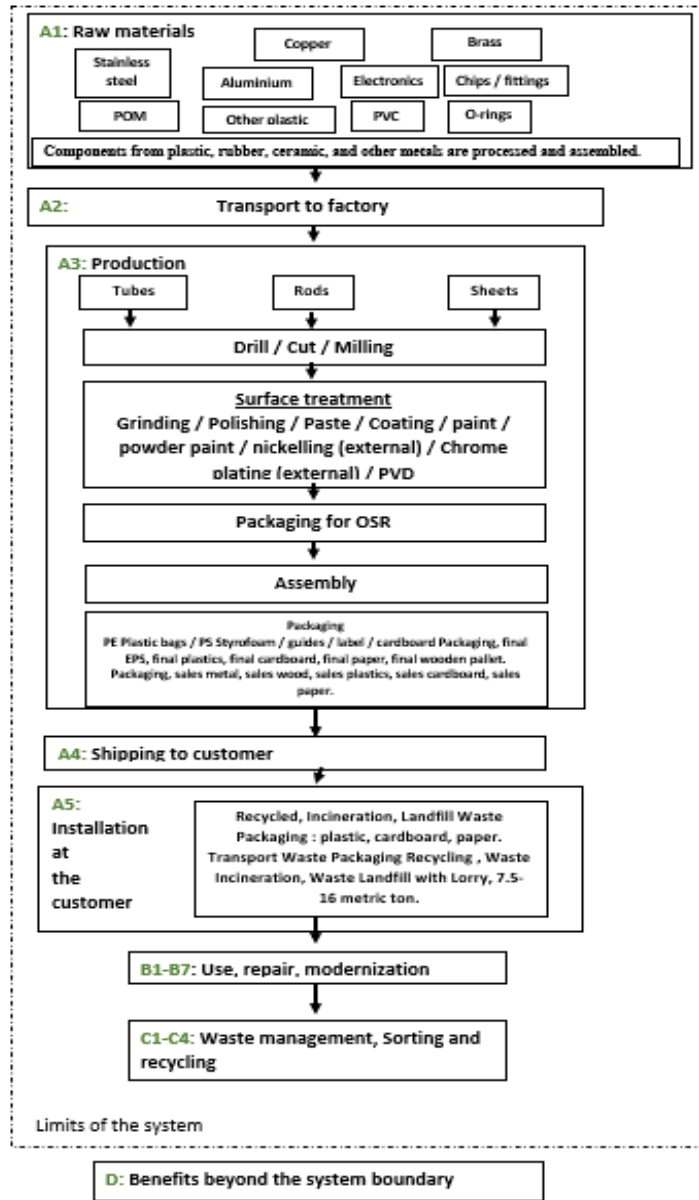 A1: Raw materials
Copper
Brass
Stainless
steel
Aluminium
Electronics
Chips / fittings
POM
Other plastic
PVC
O-rings
Components from plastic, rubber, ceramic, and other metals are processed and assembled.
A2: Transport to factory
A3: Production
Tubes
Rods
Sheets
Drill / Cut / Milling
Surface treatment
Grinding / Polishing / Paste / Coating / paint /
powder paint / nickelling (external) / Chrome
plating (external) / PVD
Packaging for OSR
Assembly
Packaging
PE Plastic bags / PS Styrofoam / guides / label / cardboard Packaging, final
EPS, final plastics, final cardboard, final paper, final wooden pallet.
Packaging, sales metal, sales wood, sales plastics, sales cardboard, sales
paper.
A4: Shipping to customer
A5:
Installation
at
the
customer
Recycled, Incineration, Landfill Waste
Packaging : plastic, cardboard, paper.
Transport Waste Packaging Recycling , Waste
Incineration, Waste Landfill with Lorry, 7.5-
16 metric ton.
B1-B7: Use, repair, modernization
C1-C4: Waste management, Sorting and
recycling
Limits of the system
D: Benefits beyond the system boundary